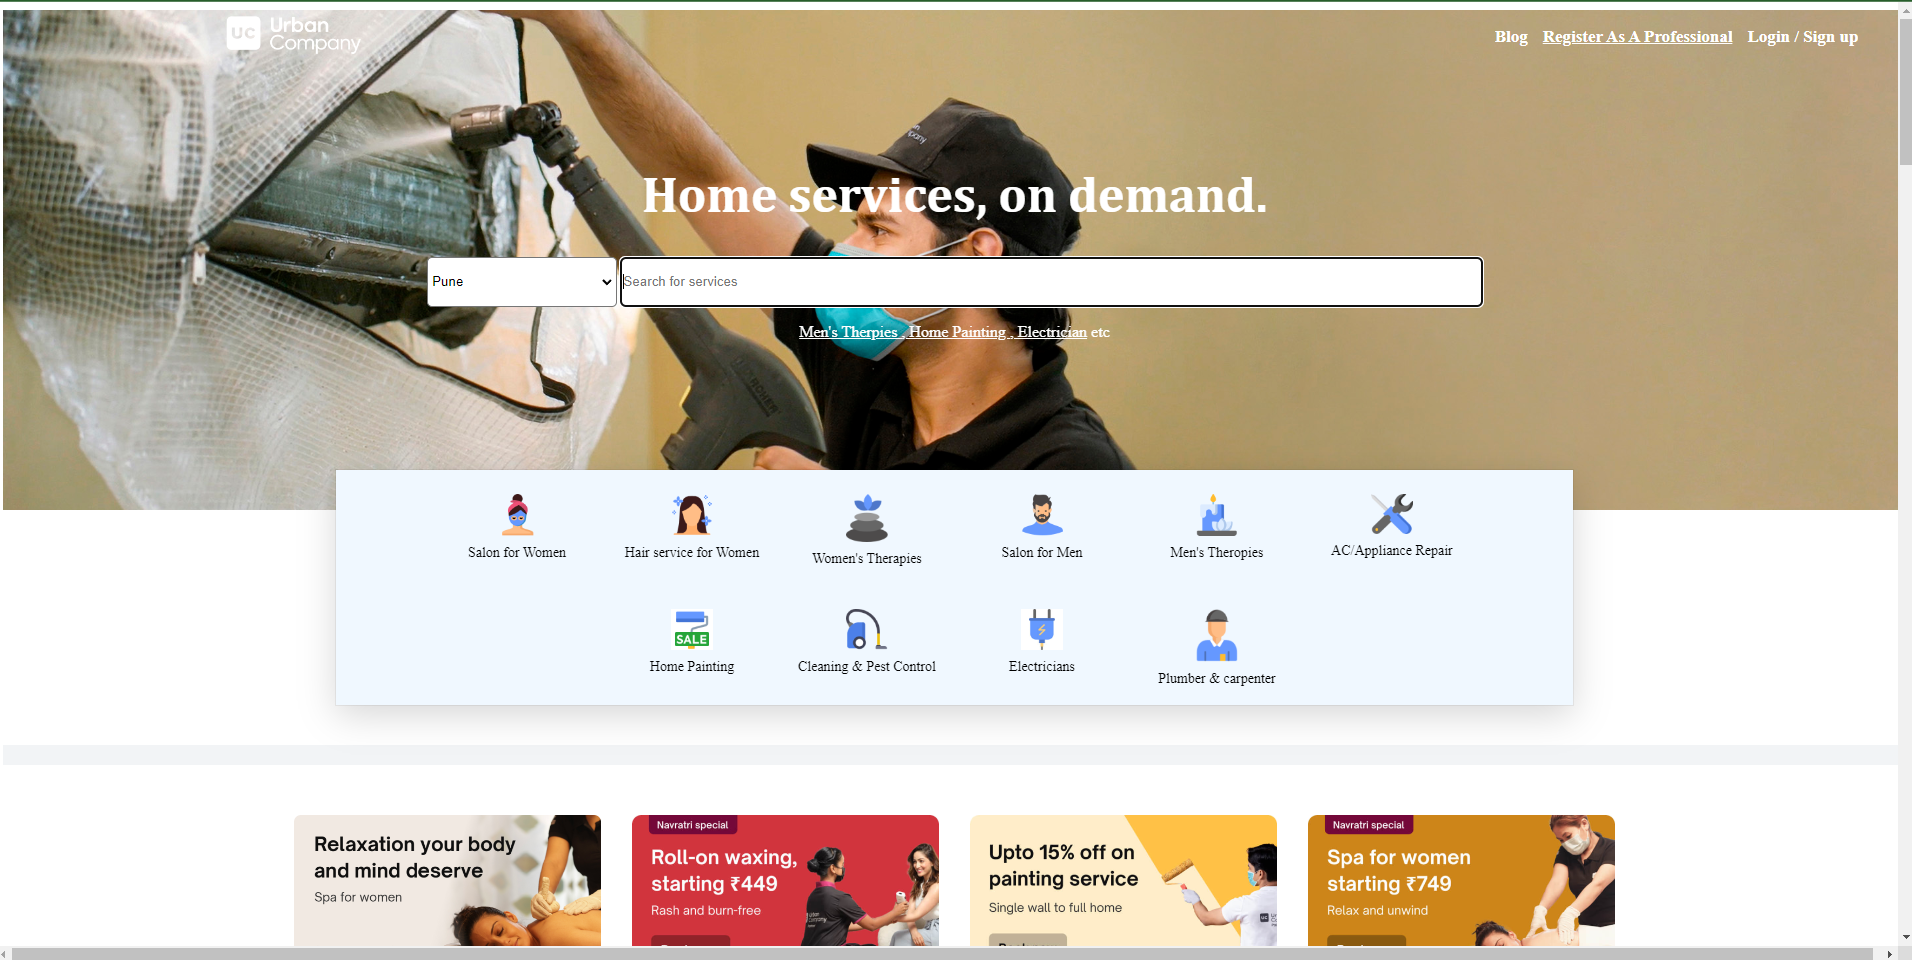 UC Urban
Company
Blog Register As A Professional Login / Sign up
Home services, on demand.
Pune Search for services
Men's Therpies , Home Painting , Electrician etc
Salon for Women
Hair service for Women
Women's Therapies
Salon for Men
Men's Theropies
AC/Appliance Repair
SALE
Home Painting
Cleaning & Pest Control
Electricians
Plumber & carpenter
Relaxation your body
and mind deserve
Spa for women
Navratri special
Roll-on waxing,
starting ₹449
Rash and burn-free
Upto 15% off on
painting service
Single wall to full home
UC
Navratri special
Spa for women
starting ₹749
Relax and unwind